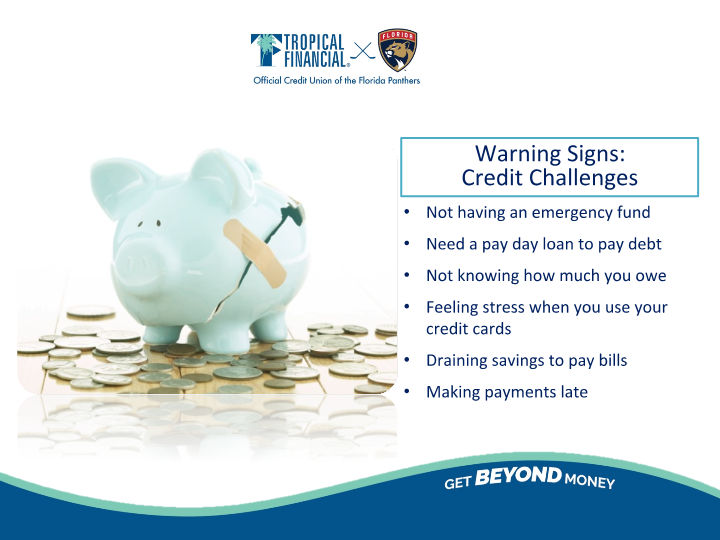 TROPICAL
FINANCIAL®
FLORIDA
Official Credit Union of the Florida Panthers
Warning Signs:
Credit Challenges
• Not having an emergency fund
• Need a pay day loan to pay debt
• Not knowing how much you owe
• Feeling stress when you use your
credit cards
• Draining savings to pay bills
• Making payments late
GET BEYOND MONEY